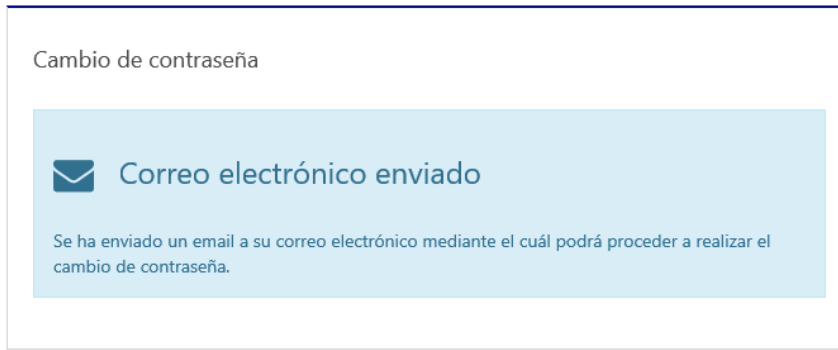 Cambio de contraseña
Correo electrónico enviado
Se ha enviado un email a su correo electrónico mediante el cuál podrá proceder a realizar el
cambio de contraseña.